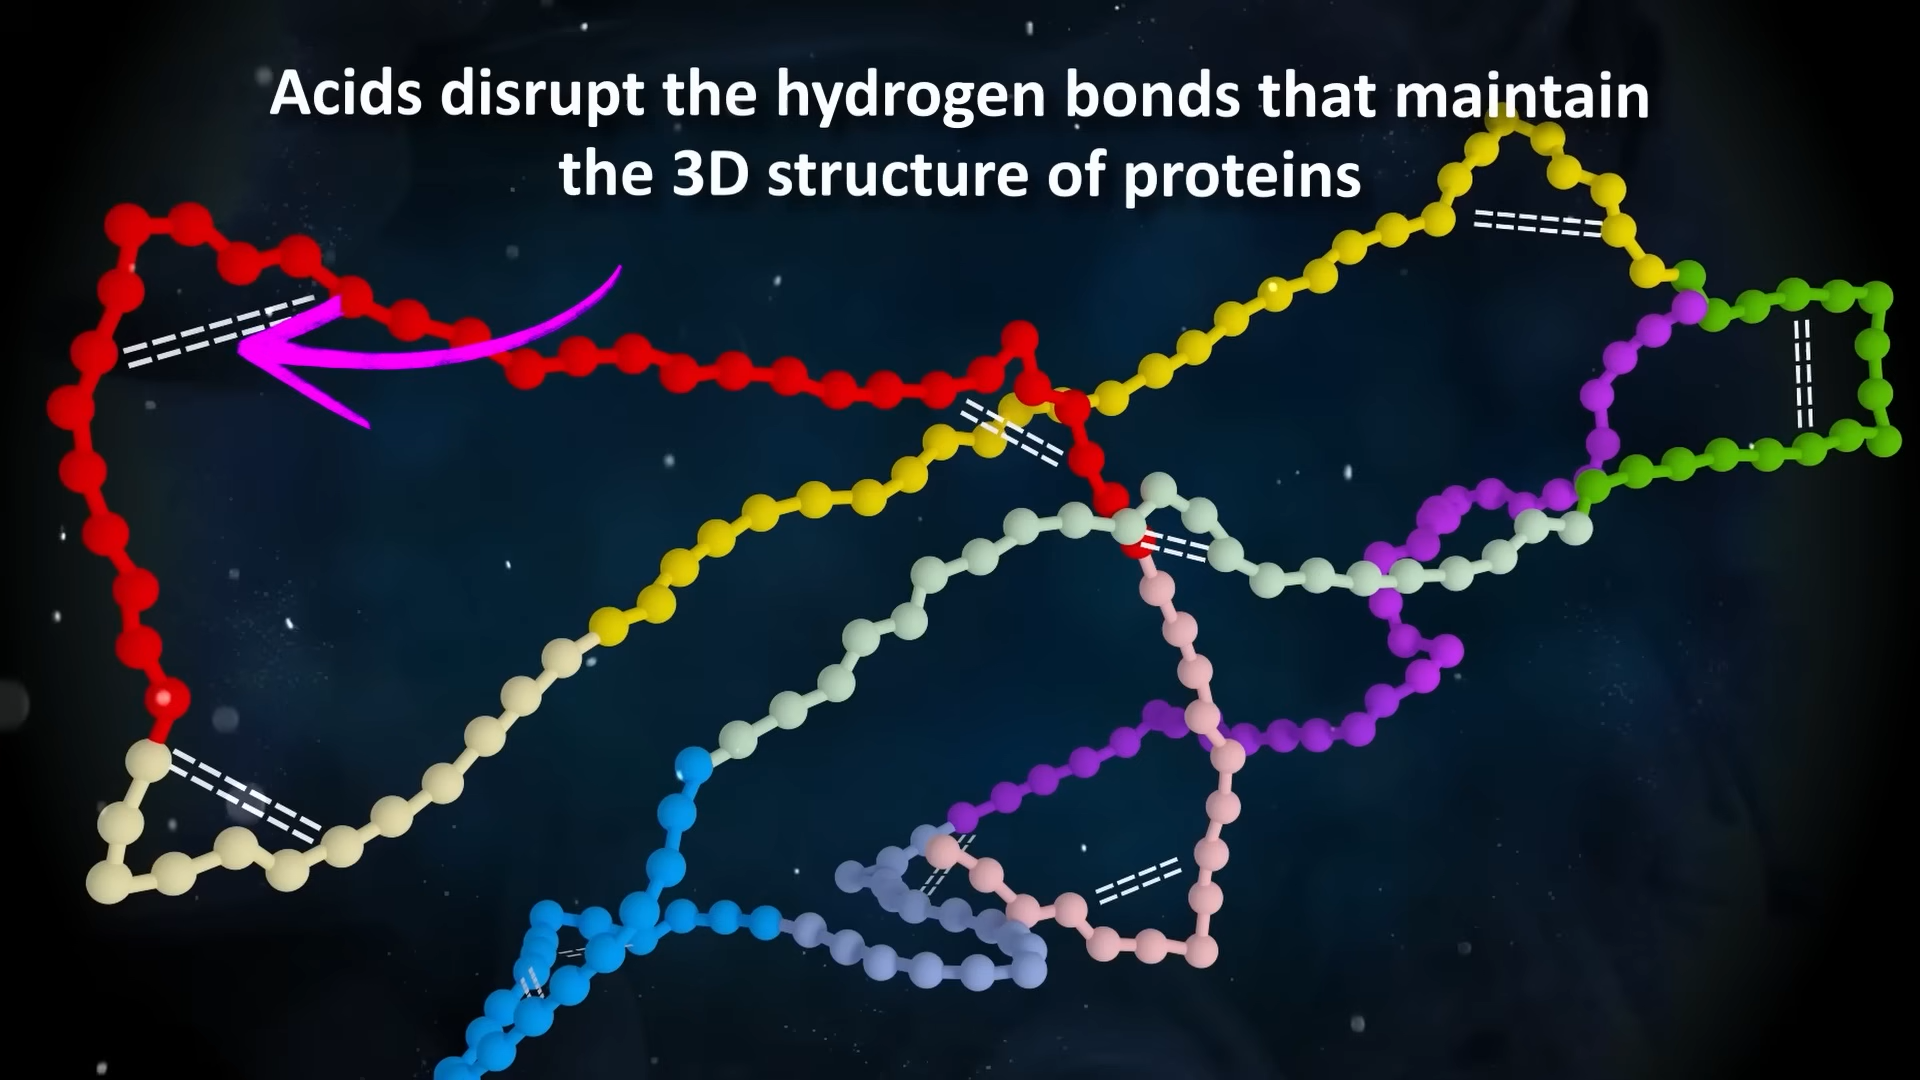 Acids disrupt the hydrogen bonds that maintain
the 3D structure of proteins